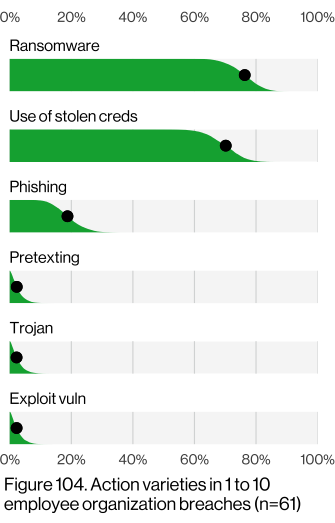 0% 20% 40% 60% 80% 100%
Ransomware
Use of stolen creds
Phishing
Pretexting
Trojan
Exploit vuln
0% 20% 40% 60% 80% 100%
Figure 104. Action varieties in 1 to 10
employee organization breaches (n=61)